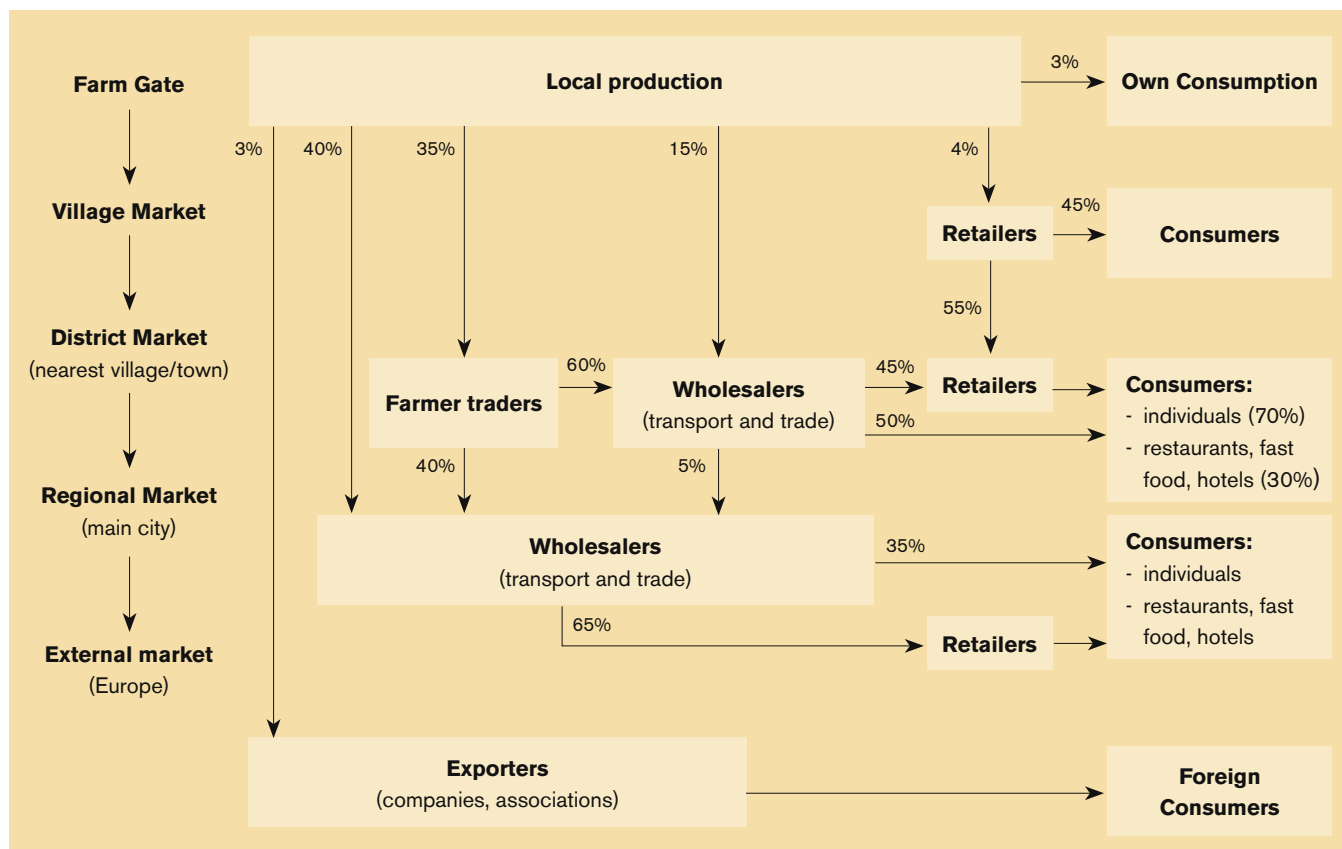 Farm Gate
Local production
3%
Own Consumption
3%
40%
35%
15%
4%
Village Market
Retailers
45%
Consumers
55%
District Market
(nearest village/town)
Farmer traders
60%
Wholesalers
(transport and trade)
45%
Retailers
50%
Consumers:
- individuals (70%)
- restaurants, fast
food, hotels (30%)
40%
5%
Regional Market
(main city)
Wholesalers
(transport and trade)
35%
65%
Retailers
Consumers:
- individuals
- restaurants, fast
food, hotels
External market
(Europe)
Exporters
(companies, associations)
Foreign
Consumers